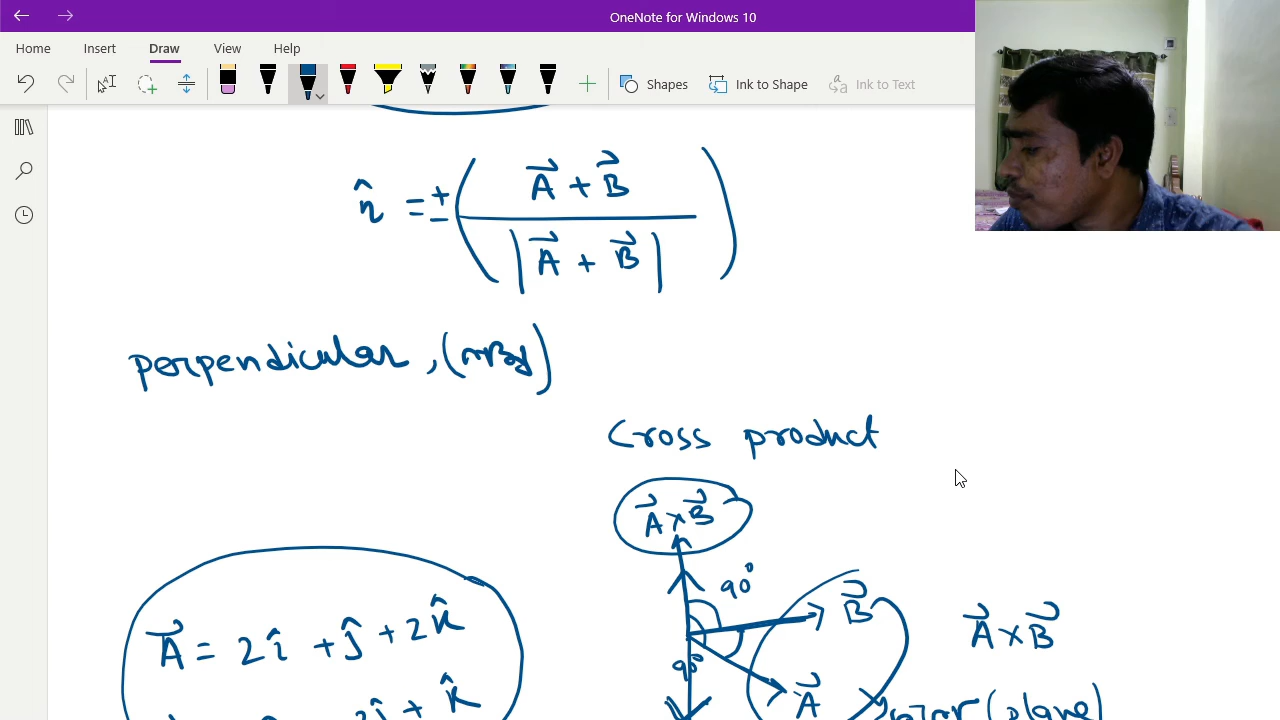 OneNote for Windows 10
Home Insert Draw View Help
Shapes Ink to Shape Ink to Text
n̂ = ± ( (A⃗ + B⃗) / |A⃗ + B⃗| )
perpendicular,
Cross product
A⃗ × B⃗
90°
B⃗
A⃗ × B⃗
A⃗ = 2î + ĵ + 2k̂
90°
A⃗
(plane)